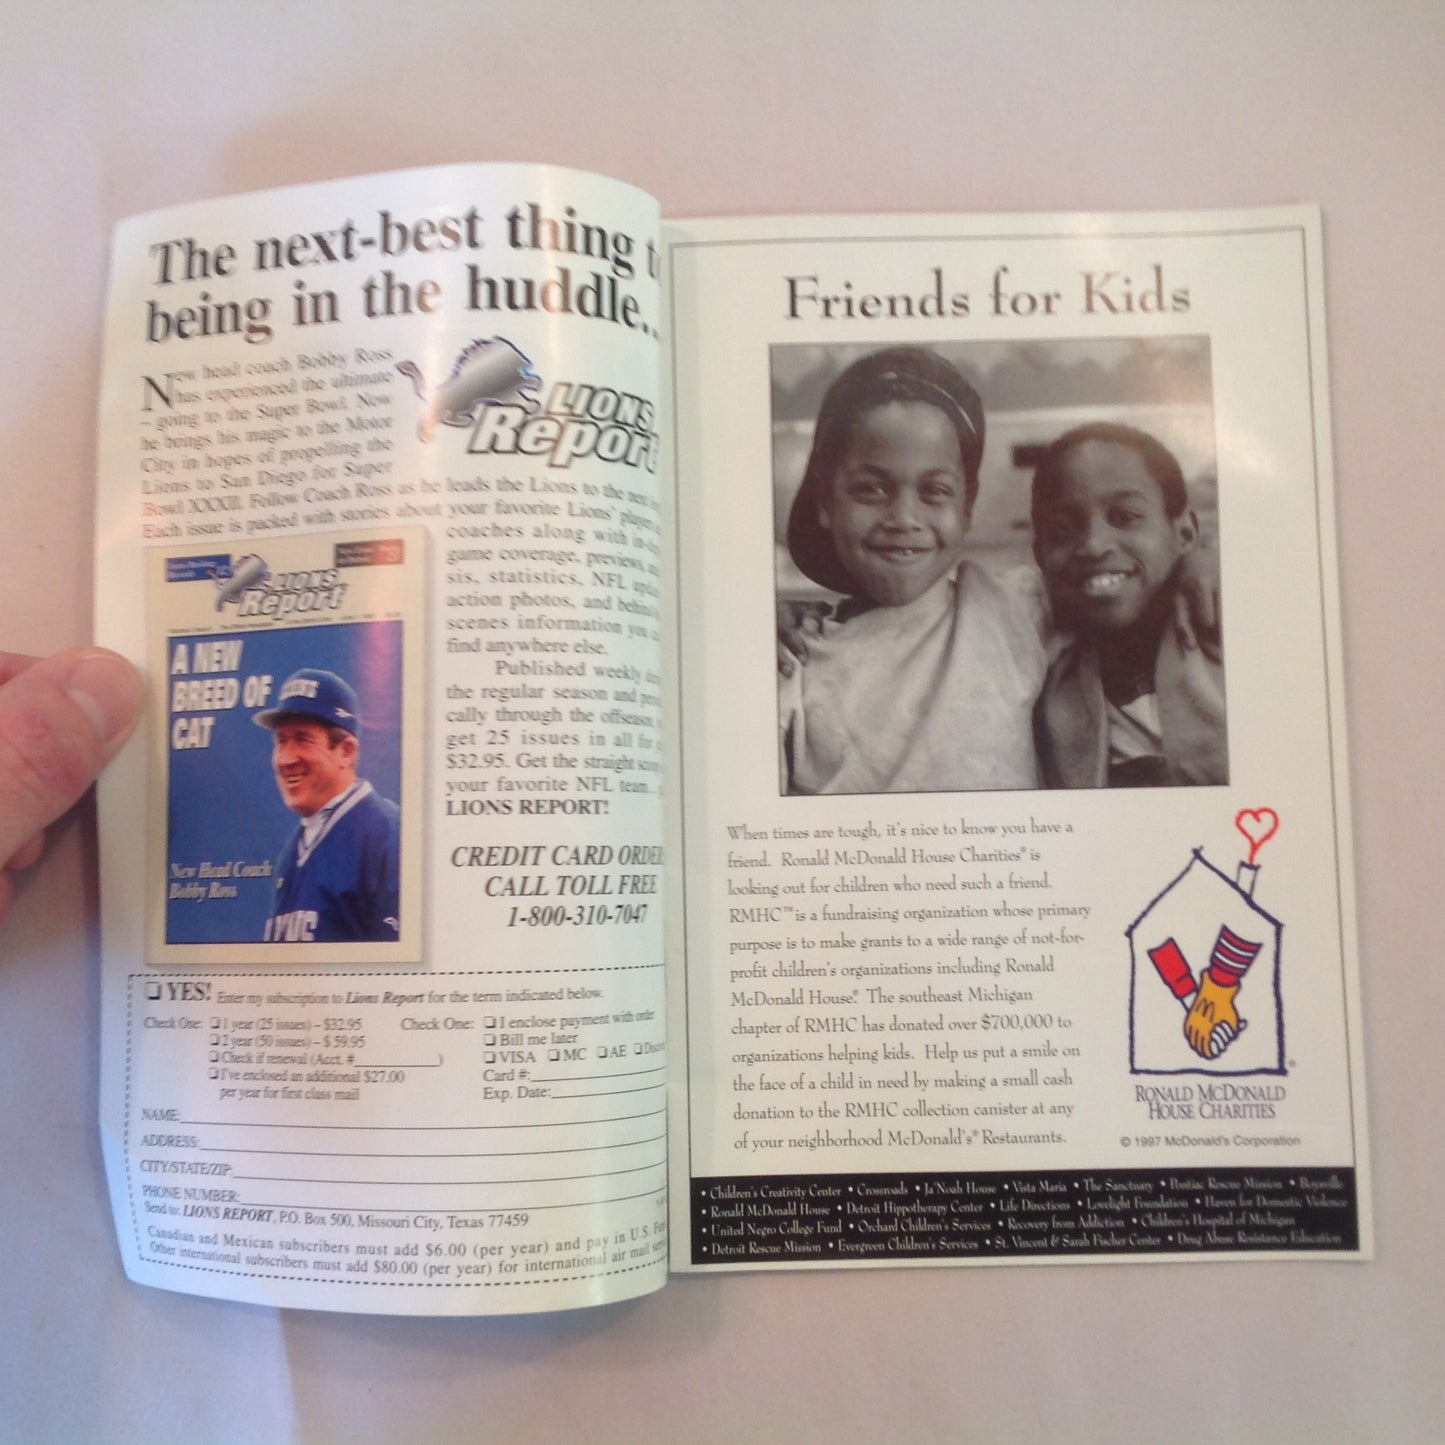 The next-best thing
being in the huddle...
New head coach Bobby Ross
has experienced the ultimate
– going to the Super Bowl. Now
he brings his magic to the Motor
City in hopes of propelling the
Lions to San Diego for Super
Bowl XXXII. Follow Coach Ross as he leads the Lions to the next
Each issue is packed with stories about your favorite Lions'
LIONS
Report
coaches along with
game coverage, previews,
sis, statistics, NFL
action photos, and
scenes information you
find anywhere else.
Published weekly
the regular season and
cally through the offseason,
get 25 issues in all for
$32.95. Get the straight
your favorite NFL team...
LIONS REPORT!
LIONS
Report
A NEW
BREED OF
CAT
LIONS
New Head Coach
Bobby Ross
CREDIT CARD ORDER
CALL TOLL FREE
1-800-310-7047
❏ YES! Enter my subscription to Lions Report for the term indicated below.
Check One: ❏ 1 year (25 issues) – $32.95
❏ 2 year (50 issues) – $ 59.95
❏ Check if renewal (Acct. #____________)
❏ I've enclosed an additional $27.00
per year for first class mail
Check One: ❏ I enclose payment with order
❏ Bill me later
❏ VISA ❏ MC ❏ AE ❏
Card #:
Exp. Date:
NAME:
ADDRESS:
CITY/STATE/ZIP:
PHONE NUMBER:
Send to: LIONS REPORT, P.O. Box 500, Missouri City, Texas 77459
Canadian and Mexican subscribers must add $6.00 (per year) and pay in U.S.
Other international subscribers must add $80.00 (per year) for international air mail
Friends for Kids
When times are tough, it's nice to know you have a
friend. Ronald McDonald House Charities® is
looking out for children who need such a friend.
RMHC™ is a fundraising organization whose primary
purpose is to make grants to a wide range of not-for-
profit children's organizations including Ronald
McDonald House®. The southeast Michigan
chapter of RMHC has donated over $700,000 to
organizations helping kids. Help us put a smile on
the face of a child in need by making a small cash
donation to the RMHC collection canister at any
of your neighborhood McDonald's® Restaurants.
RONALD McDONALD
HOUSE CHARITIES
®
© 1997 McDonald's Corporation
• Children's Creativity Center • Crossroads • Ja'Noah House • Vista Maria • The Sanctuary • Pontiac Rescue Mission • Boysville
• Ronald McDonald House • Detroit Hippotherapy Center • Life Directions • Lovelight Foundation • Haven for Domestic Violence
• United Negro College Fund • Orchard Children's Services • Recovery from Addiction • Children's Hospital of Michigan
• Detroit Rescue Mission • Evergreen Children's Services • St. Vincent & Sarah Fischer Center • Drug Abuse Resistance Education